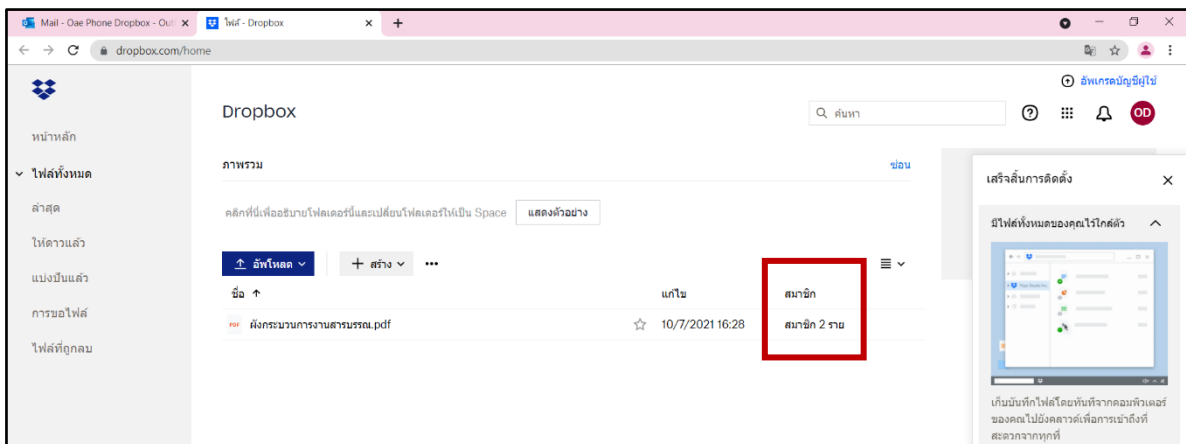 Mail - Oae Phone Dropbox - Out
ไฟล์ - Dropbox
dropbox.com/home
อัพเกรดบัญชีผู้ใช้
Dropbox
ค้นหา
OD
หน้าหลัก
ไฟล์ทั้งหมด
ล่าสุด
ให้ดาวแล้ว
แบ่งปันแล้ว
การขอไฟล์
ไฟล์ที่ถูกลบ
ภาพรวม
ซ่อน
คลิกที่นี่เพื่ออธิบายโฟลเดอร์นี้และเปลี่ยนโฟลเดอร์ให้เป็น Space
แสดงตัวอย่าง
อัพโหลด
สร้าง
ชื่อ
แก้ไข
สมาชิก
PDF
ผังกระบวนการงานสารบรรณ.pdf
10/7/2021 16:28
สมาชิก 2 ราย
เสร็จสิ้นการติดตั้ง
มีไฟล์ทั้งหมดของคุณไว้ใกล้ตัว
เก็บบันทึกไฟล์โดยทันทีจากคอมพิวเตอร์
ของคุณไปยังคลาวด์เพื่อการเข้าถึงที่
สะดวกจากทุกที่